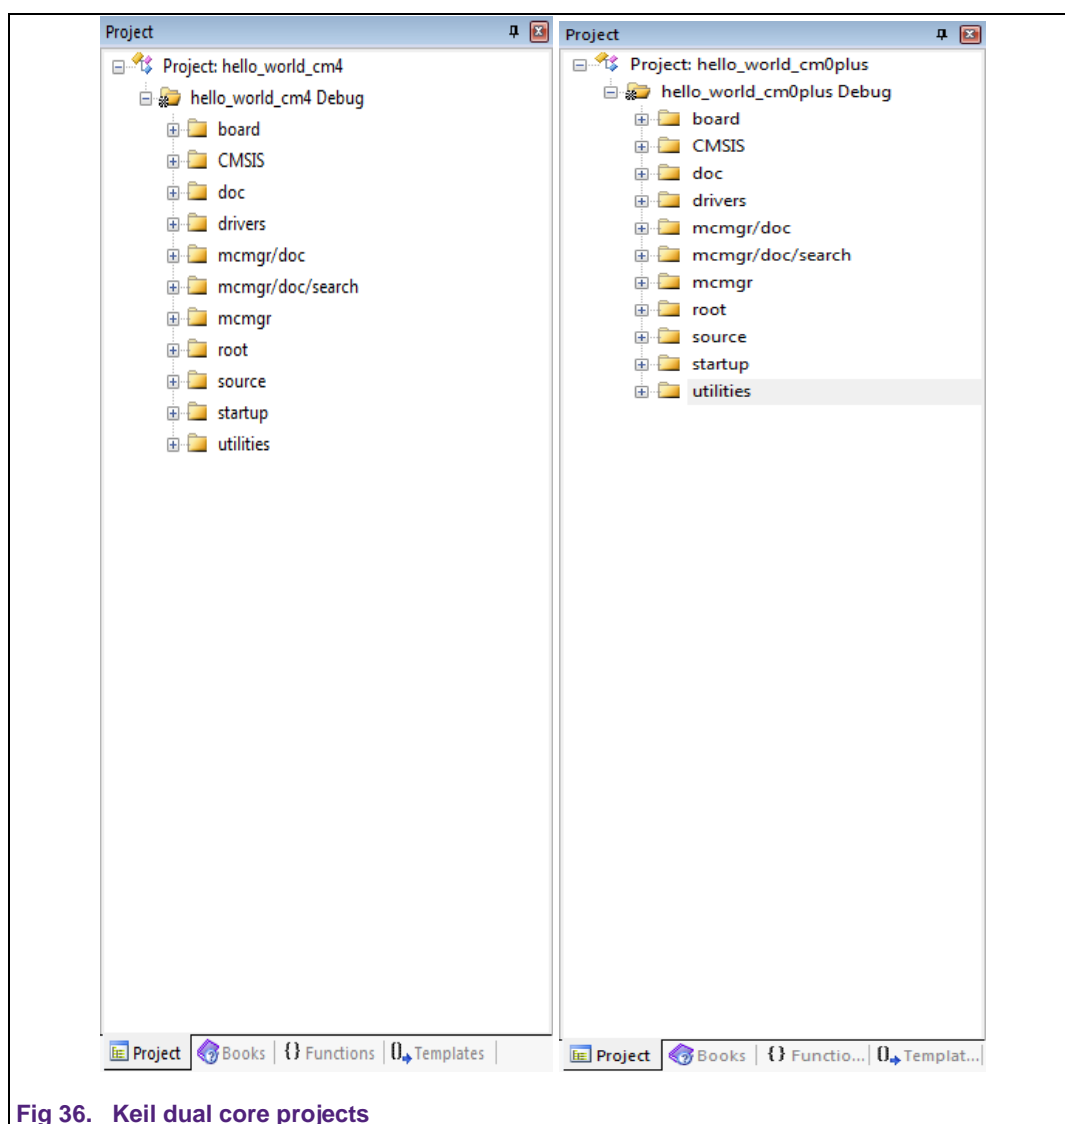 Project
Project: hello_world_cm4
hello_world_cm4 Debug
board
CMSIS
doc
drivers
mcmgr/doc
mcmgr/doc/search
mcmgr
root
source
startup
utilities
Project Books {} Functions 0 Templates
Project
Project: hello_world_cm0plus
hello_world_cm0plus Debug
board
CMSIS
doc
drivers
mcmgr/doc
mcmgr/doc/search
mcmgr
root
source
startup
utilities
Project Books {} Functio... 0 Templat...
Fig 36. Keil dual core projects